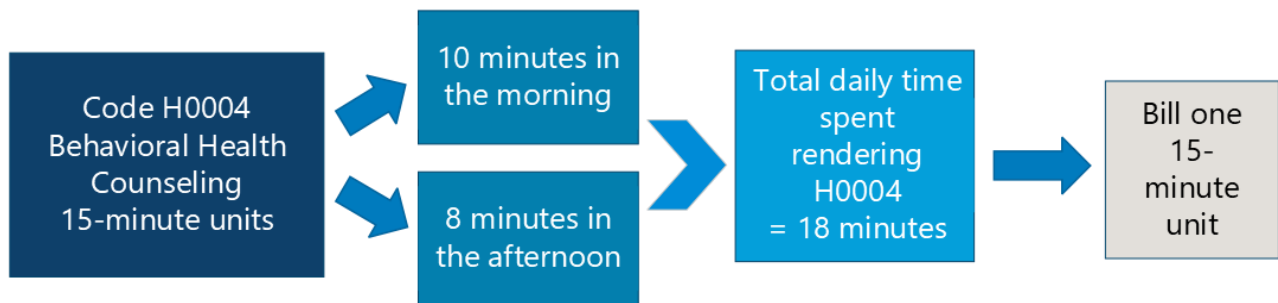 Code H0004
Behavioral Health
Counseling
15-minute units
10 minutes in
the morning
8 minutes in
the afternoon
Total daily time
spent
rendering
H0004
= 18 minutes
Bill one
15-
minute
unit